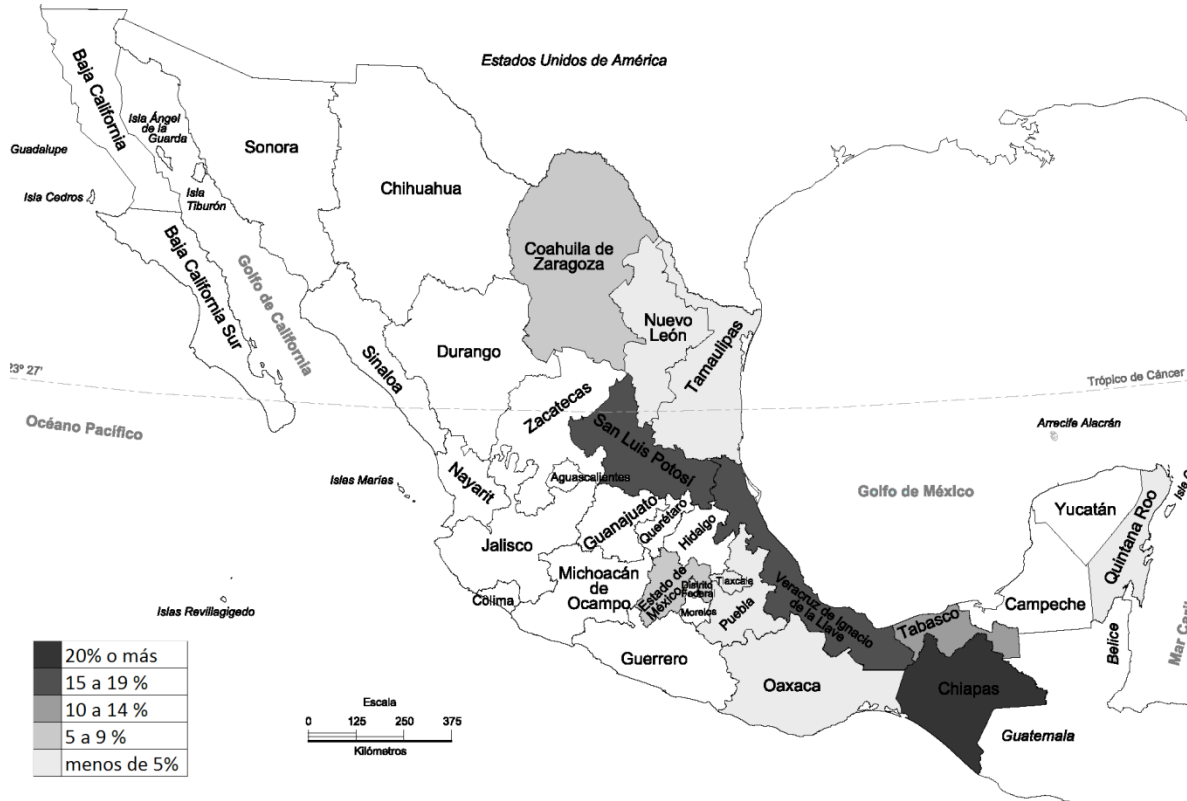 Estados Unidos de América
Baja California
Isla Ángel
de la
Guarda
Guadalupe
Isla Cedros
Isla
Tiburón
Sonora
Chihuahua
Coahuila de
Zaragoza
Baja California Sur
Golfo de California
Nuevo
León
Tamaulipas
Durango
Sinaloa
23° 27'
Trópico de Cáncer
Zacatecas
Océano Pacífico
San Luis Potosí
Arrecife Alacrán
Nayarit
Islas Marías
Aguascalientes
Golfo de México
Isla C
Yucatán
Quintana Roo
Guanajuato
Querétaro
Hidalgo
Jalisco
Michoacán
de
Ocampo
Estado de
México
Distrito
Federal
Tlaxcala
Morelos
Puebla
Veracruz de Ignacio
de la Llave
Colima
Campeche
Tabasco
Islas Revillagigedo
Belice
Mar Cari
Guerrero
Oaxaca
Chiapas
Guatemala
20% o más
15 a 19 %
10 a 14 %
5 a 9 %
menos de 5%
Escala
0 125 250 375
Kilómetros